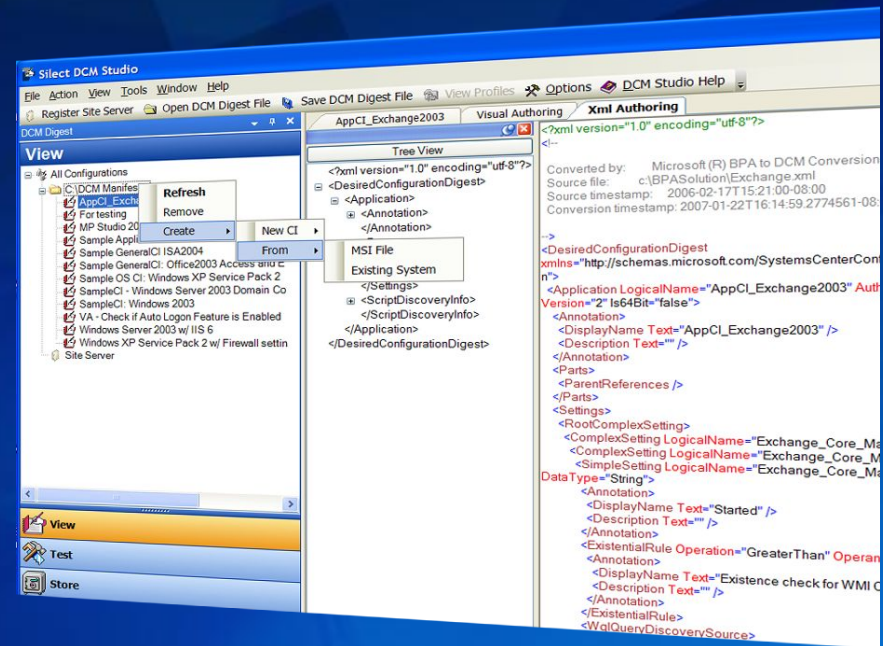 Silect DCM Studio
File Action View Tools Window Help
Register Site Server Open DCM Digest File Save DCM Digest File View Profiles Options DCM Studio Help
DCM Digest
View
All Configurations
C:\DCM Manifes
AppCI_Excha
For testing
MP Studio 20
Sample Appli
Sample GeneralCI ISA2004
Sample GeneralCI: Office2003 Access and E
Sample OS CI: Windows XP Service Pack 2
SampleCI - Windows Server 2003 Domain Co
SampleCI: Windows 2003
VA - Check if Auto Logon Feature is Enabled
Windows Server 2003 w/ IIS 6
Windows XP Service Pack 2 w/ Firewall settin
Site Server
Refresh
Remove
Create
New CI
From
MSI File
Existing System
View
Test
Store
AppCI_Exchange2003 Visual Authoring Xml Authoring
Tree View
<?xml version="1.0" encoding="utf-8"?>
<DesiredConfigurationDigest>
<Application>
<Annotation>
</Annotation>
</Settings>
<ScriptDiscoveryInfo>
</ScriptDiscoveryInfo>
</Application>
</DesiredConfigurationDigest>
<?xml version="1.0" encoding="utf-8"?>
<!--
Converted by: Microsoft (R) BPA to DCM Conversion
Source file: c:\BPASolution\Exchange.xml
Source timestamp: 2006-02-17T15:21:00-08:00
Conversion timestamp: 2007-01-22T16:14:59.2774561-08:
-->
<DesiredConfigurationDigest
xmlns="http://schemas.microsoft.com/SystemsCenterConf
n">
<Application LogicalName="AppCI_Exchange2003" Auth
Version="2" Is64Bit="false">
<Annotation>
<DisplayName Text="AppCI_Exchange2003" />
<Description Text="" />
</Annotation>
<Parts>
<ParentReferences />
</Parts>
<Settings>
<RootComplexSetting>
<ComplexSetting LogicalName="Exchange_Core_Ma
<ComplexSetting LogicalName="Exchange_Core_M
<SimpleSetting LogicalName="Exchange_Core_Ma
DataType="String">
<Annotation>
<DisplayName Text="Started" />
<Description Text="" />
</Annotation>
<ExistentialRule Operation="GreaterThan" Operan
<Annotation>
<DisplayName Text="Existence check for WMI C
<Description Text="" />
</Annotation>
</ExistentialRule>
<WqlQueryDiscoverySource>